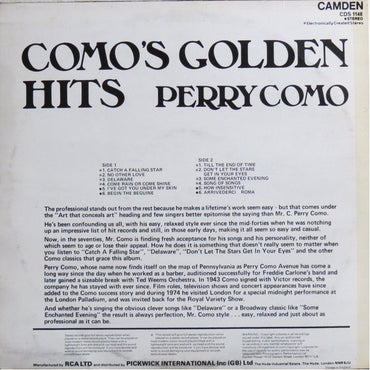 CAMDEN
CDS 1148
STEREO
Electronically Created Stereo
COMO'S GOLDEN
HITS PERRY COMO
SIDE 1
1. CATCH A FALLING STAR
2. NO OTHER LOVE
3. DELAWARE
4. COME RAIN OR COME SHINE
5. I'VE GOT YOU UNDER MY SKIN
6. BEGIN THE BEGUINE
SIDE 2
1. TILL THE END OF TIME
2. DON'T LET THE STARS
GET IN YOUR EYES
3. SOME ENCHANTED EVENING
4. SONG OF SONGS
5. HOW INSENSITIVE
6. ARRIVEDERCI ROMA
The professional stands out from the rest because he makes a lifetime's work seem easy - but that comes under
the "Art that conceals art" heading and few singers better epitomise the saying than Mr. C. Perry Como.
He's comfortably been around us all, with his easy, relaxed style ever since the mid-forties when he was notching
up an impressive list of hit records and still, in those early days, making it all seem so easy and casual.
Now, in the seventies, Mr. Como is finding fresh acceptance for his songs and his personality, neither of
which seem to age or lose their appeal. How he does it is something that doesn't really seem to matter when
you listen to "Catch A Falling Star", "Delaware", "Don't Let The Stars Get In Your Eyes" and the other
Como classics that grace this album.
Perry Como, whose name now finds itself on the map of Pennsylvania as Perry Como Avenue has come a
long way since the day when he worked as a barber, auditioned successfully for Freddie Carlone's band and
later gained a sizeable break with Ted Weems Orchestra. In 1943 Como signed with Victor records, the
company he has stayed with ever since. Film roles, television shows and concert appearances have since
added to the Como success story and during 1974 he visited London for a special midnight performance at
the London Palladium, and was invited back for the Royal Variety Show.
And whether he's singing the obvious clever songs like "Delaware" or a Broadway classic like "Some
Enchanted Evening" the result is always perfection. Mr. Como style . . . easy, relaxed and just about as
professional as it can be.
Manufactured by RCA LTD and distributed by PICKWICK INTERNATIONAL Inc (GB) Ltd The Hyde Industrial Estate, The Hyde, London NW9 6JU